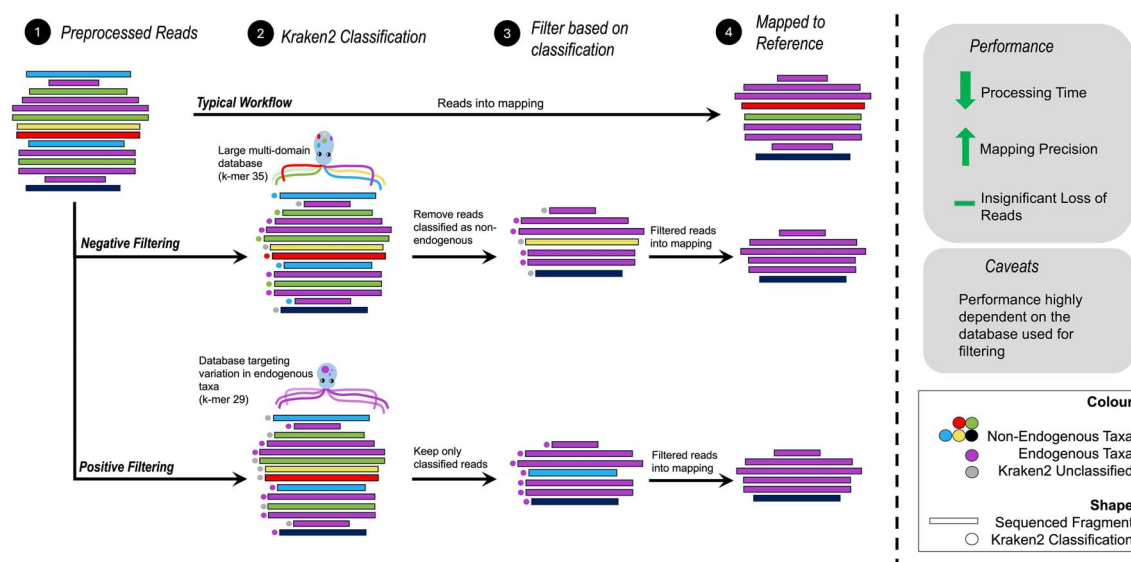 1 Preprocessed Reads
2 Kraken2 Classification
3 Filter based on
classification
4 Mapped to
Reference
Typical Workflow
Reads into mapping
Large multi-domain
database
(k-mer 35)
Negative Filtering
Remove reads
classified as non-
endogenous
Filtered reads
into mapping
Database targeting
variation in endogenous
taxa
(k-mer 29)
Positive Filtering
Keep only
classified reads
Filtered reads
into mapping
Performance
Processing Time
Mapping Precision
Insignificant Loss of
Reads
Caveats
Performance highly
dependent on the
database used for
filtering
Colour
Non-Endogenous Taxa
Endogenous Taxa
Kraken2 Unclassified
Shape
Sequenced Fragment
Kraken2 Classification